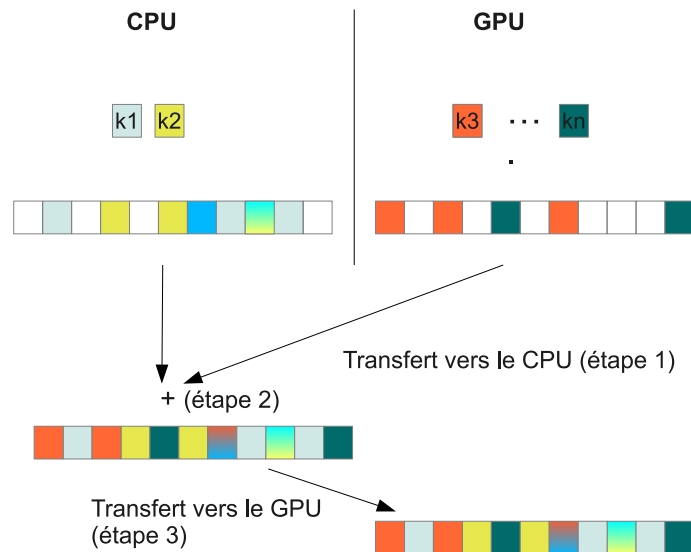 CPU
GPU
k1 k2
k3 ... kn
.
Transfert vers le CPU (étape 1)
+ (étape 2)
Transfert vers le GPU
(étape 3)